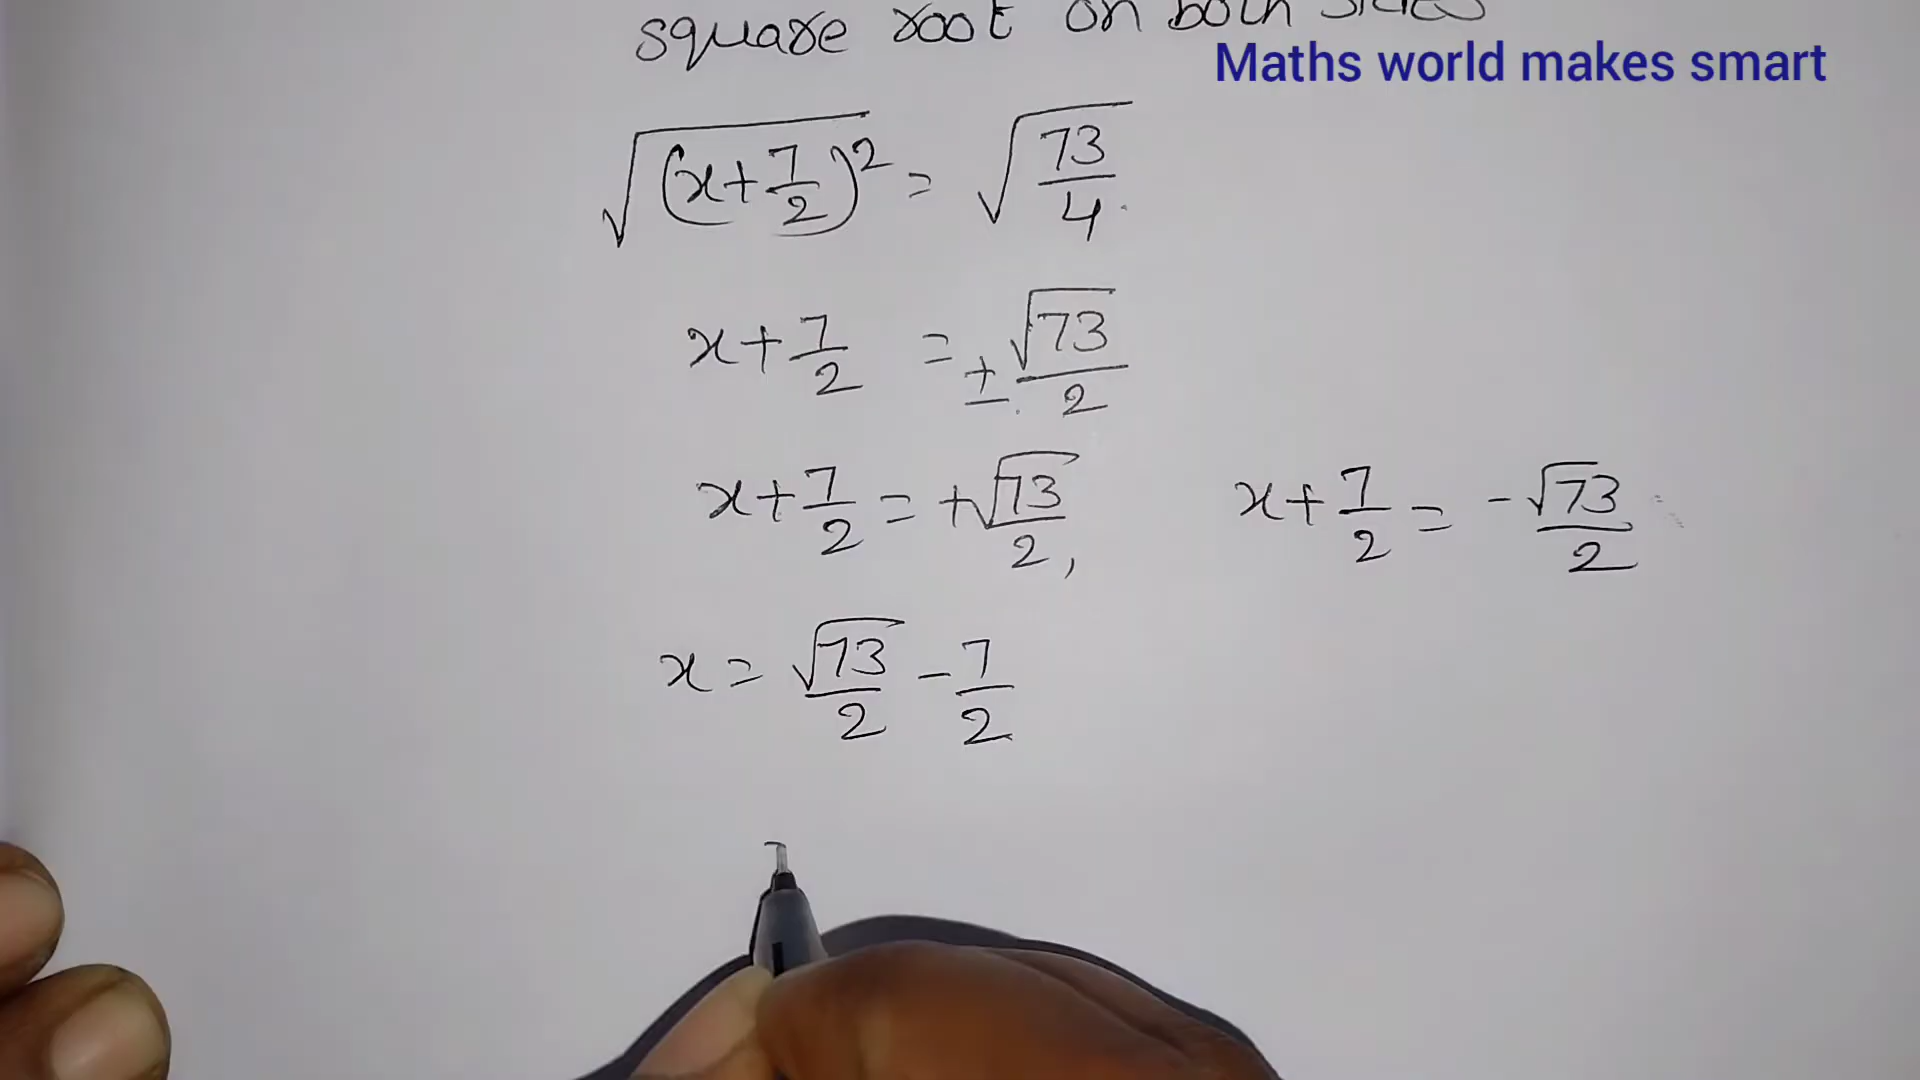 square root on both sides
Maths world makes smart
√(x+7/2)² = √73/4
x+7/2 = ±√73/2
x+7/2 = +√73/2, x+7/2 = -√73/2
x = √73/2 - 7/2